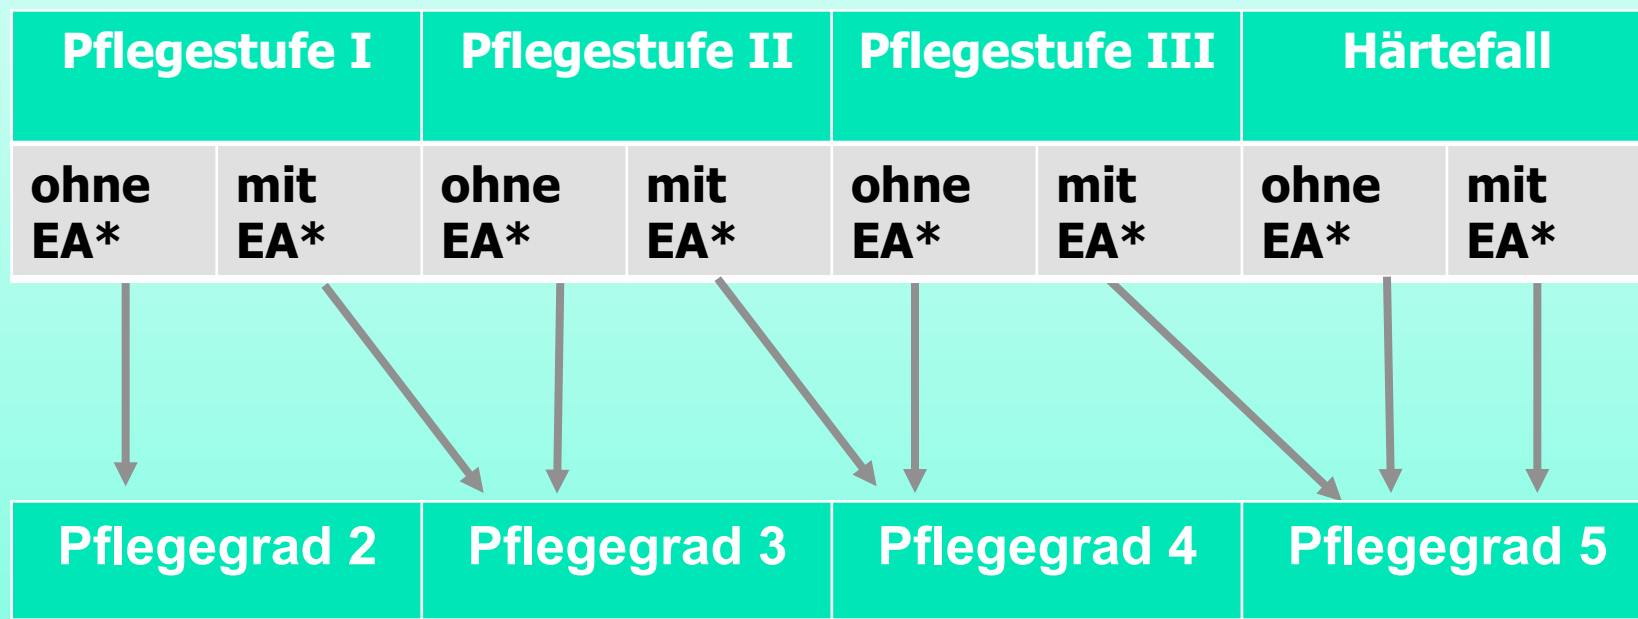 Pflegestufe I Pflegestufe II Pflegestufe III Härtefall
ohne EA* mit EA* ohne EA* mit EA* ohne EA* mit EA* ohne EA* mit EA*
Pflegegrad 2 Pflegegrad 3 Pflegegrad 4 Pflegegrad 5